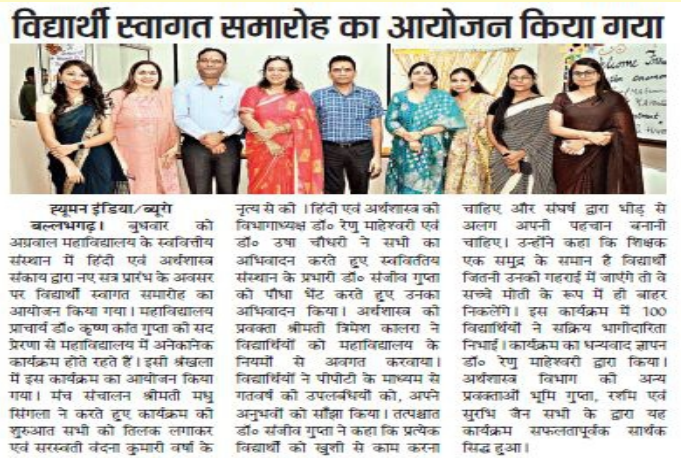 विद्यार्थी स्वागत समारोह का आयोजन किया गया
ह्यूमन इंडिया/ब्यूरो
बल्लभगढ़। बुधवार को
अग्रवाल महाविद्यालय के स्ववित्तीय
संस्थान में हिंदी एवं अर्थशास्त्र
संकाय द्वारा नए सत्र प्रारंभ के अवसर
पर विद्यार्थी स्वागत समारोह का
आयोजन किया गया। महाविद्यालय
प्राचार्य डॉ० कृष्ण कांत गुप्ता की सद
प्रेरणा से महाविद्यालय में अनेकानेक
कार्यक्रम होते रहते हैं। इसी श्रंखला
में इस कार्यक्रम का आयोजन किया
गया। मंच संचालन श्रीमती मधु
सिंगला ने करते हुए कार्यक्रम की
शुरुआत सभी को तिलक लगाकर
एवं सरस्वती वंदना कुमारी वर्षा के
नृत्य से की । हिंदी एवं अर्थशास्त्र की
विभागाध्यक्ष डॉ० रेणु माहेश्वरी एवं
डॉ० उषा चौधरी ने सभी का
अभिवादन करते हुए स्ववित्तिय
संस्थान के प्रभारी डॉ० संजीव गुप्ता
को पौधा भेंट करते हुए उनका
अभिवादन किया। अर्थशास्त्र की
प्रवक्ता श्रीमती त्रिमेश कालरा ने
विद्यार्थियों को महाविद्यालय के
नियमों से अवगत करवाया।
विद्यार्थियों ने पीपीटी के माध्यम से
गतवर्ष की उपलब्धियों को, अपने
अनुभवों को साँझा किया। तत्पश्चात
डॉ० संजीव गुप्ता ने कहा कि प्रत्येक
विद्यार्थी को खुशी से काम करना
चाहिए और संघर्ष द्वारा भीड़ से
अलग अपनी पहचान बनानी
चाहिए। उन्होंने कहा कि शिक्षक
एक समुद्र के समान है विद्यार्थी
जितनी उनकी गहराई में जाएंगे तो वे
सच्चे मोती के रूप में ही बाहर
निकलेंगे। इस कार्यक्रम में 100
विद्यार्थियों ने सक्रिय भागीदारिता
निभाई। कार्यक्रम का धन्यवाद ज्ञापन
डॉ० रेणु माहेश्वरी द्वारा किया।
अर्थशास्त्र विभाग की अन्य
प्रवक्ताओं भूमि गुप्ता, रश्मि एवं
सुरभि जैन सभी के द्वारा यह
कार्यक्रम सफलतापूर्वक सार्थक
सिद्ध हुआ।